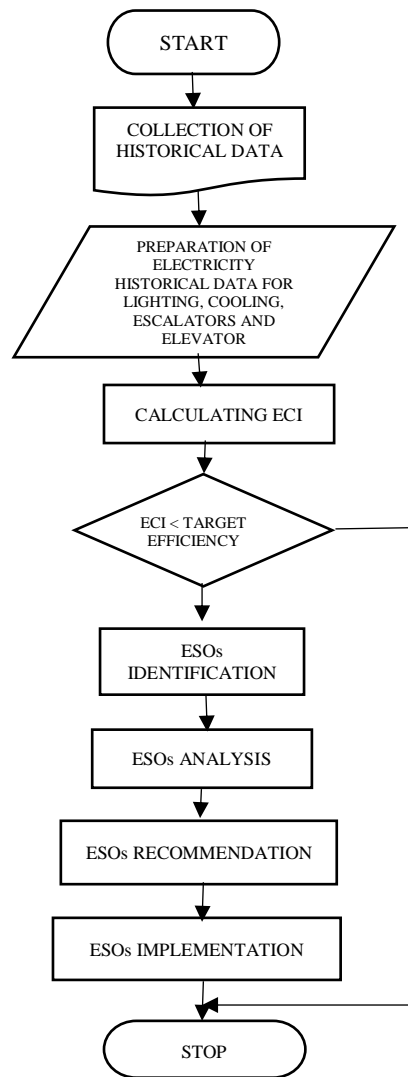 START
COLLECTION OF
HISTORICAL DATA
PREPARATION OF
ELECTRICITY
HISTORICAL DATA FOR
LIGHTING, COOLING,
ESCALATORS AND
ELEVATOR
CALCULATING ECI
ECI < TARGET
EFFICIENCY
ESOs
IDENTIFICATION
ESOs ANALYSIS
ESOs RECOMMENDATION
ESOs IMPLEMENTATION
STOP